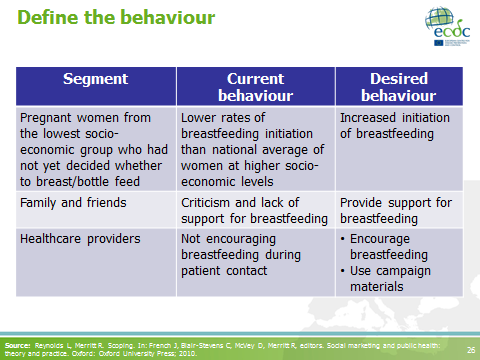 Define the behaviour
ecdc
Segment
Current
behaviour
Desired
behaviour
Pregnant women from
the lowest socio-
economic group who had
not yet decided whether
to breast/bottle feed
Lower rates of
breastfeeding initiation
than national average of
women at higher socio-
economic levels
Increased initiation
of breastfeeding
Family and friends
Criticism and lack of
support for breastfeeding
Provide support for
breastfeeding
Healthcare providers
Not encouraging
breastfeeding during
patient contact
• Encourage
breastfeeding
• Use campaign
materials
Source: Reynolds L, Merritt R. Scoping. In: French J, Blair-Stevens C, McVey D, Merritt R, editors. Social marketing and public health:
theory and practice. Oxford: Oxford University Press; 2010.
26